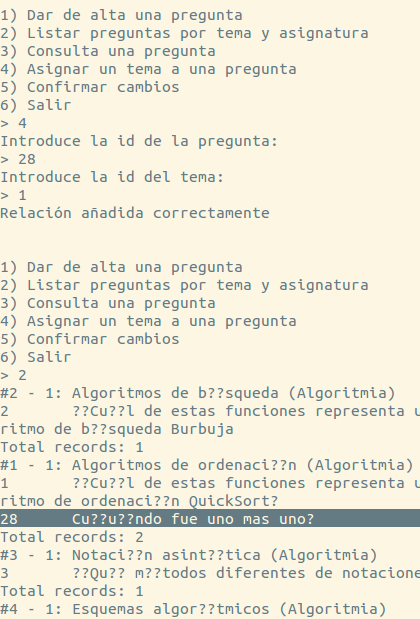 1) Dar de alta una pregunta
2) Listar preguntas por tema y asignatura
3) Consulta una pregunta
4) Asignar un tema a una pregunta
5) Confirmar cambios
6) Salir
> 4
Introduce la id de la pregunta:
> 28
Introduce la id del tema:
> 1
Relación añadida correctamente
1) Dar de alta una pregunta
2) Listar preguntas por tema y asignatura
3) Consulta una pregunta
4) Asignar un tema a una pregunta
5) Confirmar cambios
6) Salir
> 2
#2 - 1: Algoritmos de b??squeda (Algoritmia)
2 ??Cu??l de estas funciones representa u
ritmo de b??squeda Burbuja
Total records: 1
#1 - 1: Algoritmos de ordenaci??n (Algoritmia)
1 ??Cu??l de estas funciones representa u
ritmo de ordenaci??n QuickSort?
28 Cu??u??ndo fue uno mas uno?
Total records: 2
#3 - 1: Notaci??n asint??tica (Algoritmia)
3 ??Qu?? m??todos diferentes de notacione
Total records: 1
#4 - 1: Esquemas algor??tmicos (Algoritmia)